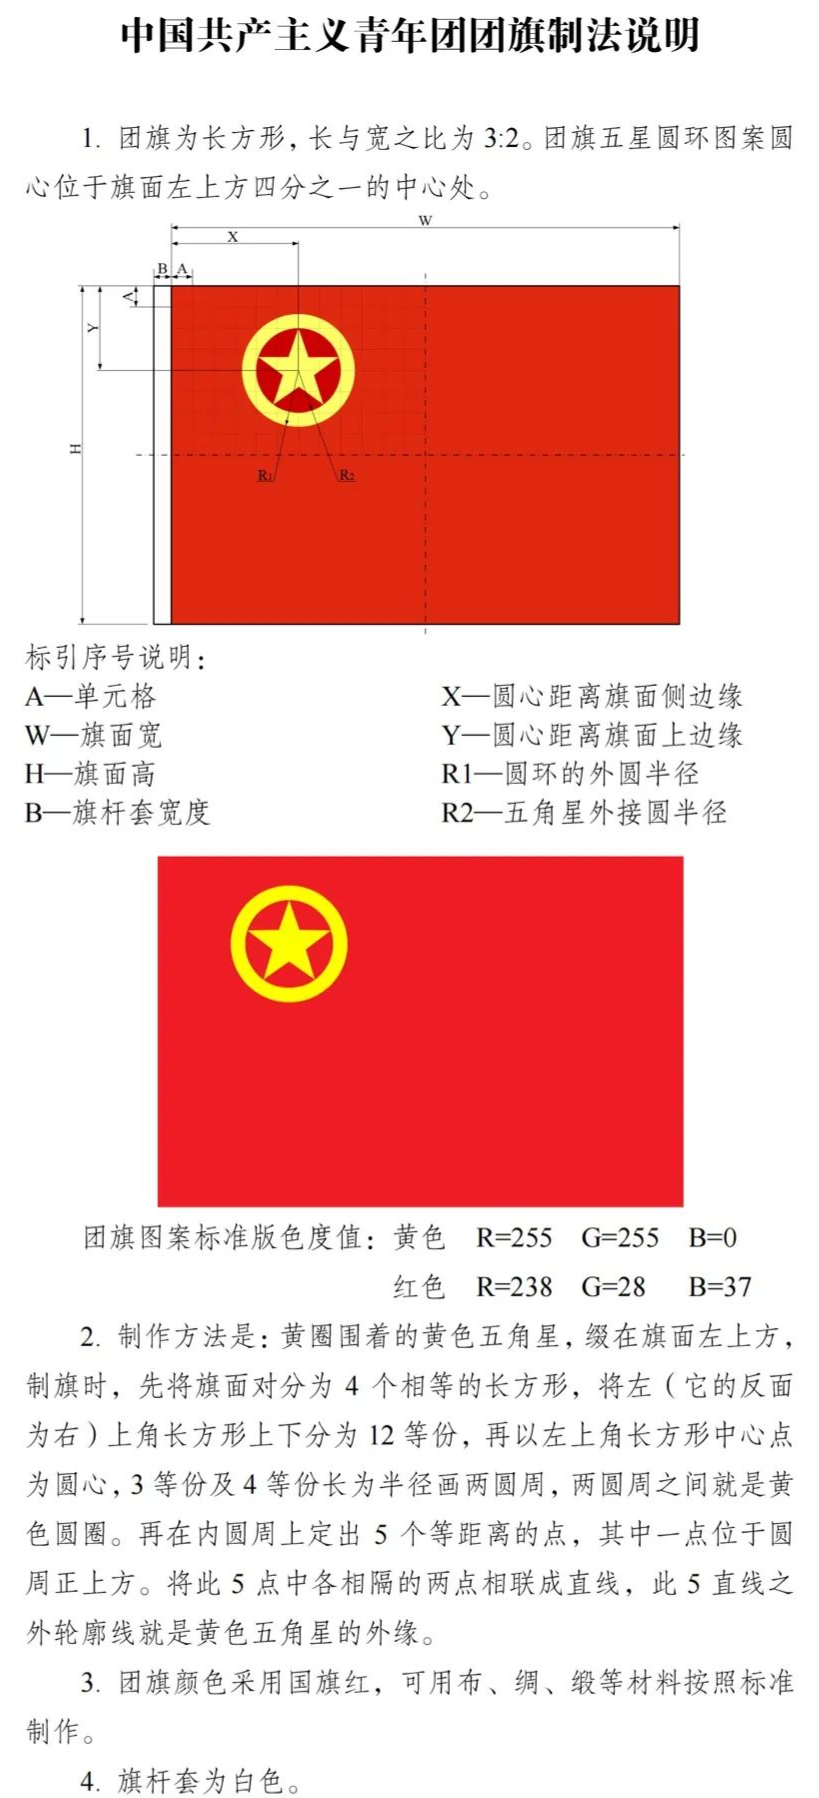 中国共产主义青年团团旗制法说明
1. 团旗为长方形，长与宽之比为 3:2。团旗五星圆环图案圆
心位于旗面左上方四分之一的中心处。
W
X
B A
A
Y
H
R1 R2
标引序号说明：
A—单元格 X—圆心距离旗面侧边缘
W—旗面宽 Y—圆心距离旗面上边缘
H—旗面高 R1—圆环的外圆半径
B—旗杆套宽度 R2—五角星外接圆半径
团旗图案标准版色度值：黄色 R=255 G=255 B=0
红色 R=238 G=28 B=37
2. 制作方法是：黄圈围着的黄色五角星，缀在旗面左上方，
制旗时，先将旗面对分为 4 个相等的长方形，将左（它的反面
为右）上角长方形上下分为 12 等份，再以左上角长方形中心点
为圆心，3 等份及 4 等份长为半径画两圆周，两圆周之间就是黄
色圆圈。再在内圆周上定出 5 个等距离的点，其中一点位于圆
周正上方。将此 5 点中各相隔的两点相联成直线，此 5 直线之
外轮廓线就是黄色五角星的外缘。
3. 团旗颜色采用国旗红，可用布、绸、缎等材料按照标准
制作。
4. 旗杆套为白色。